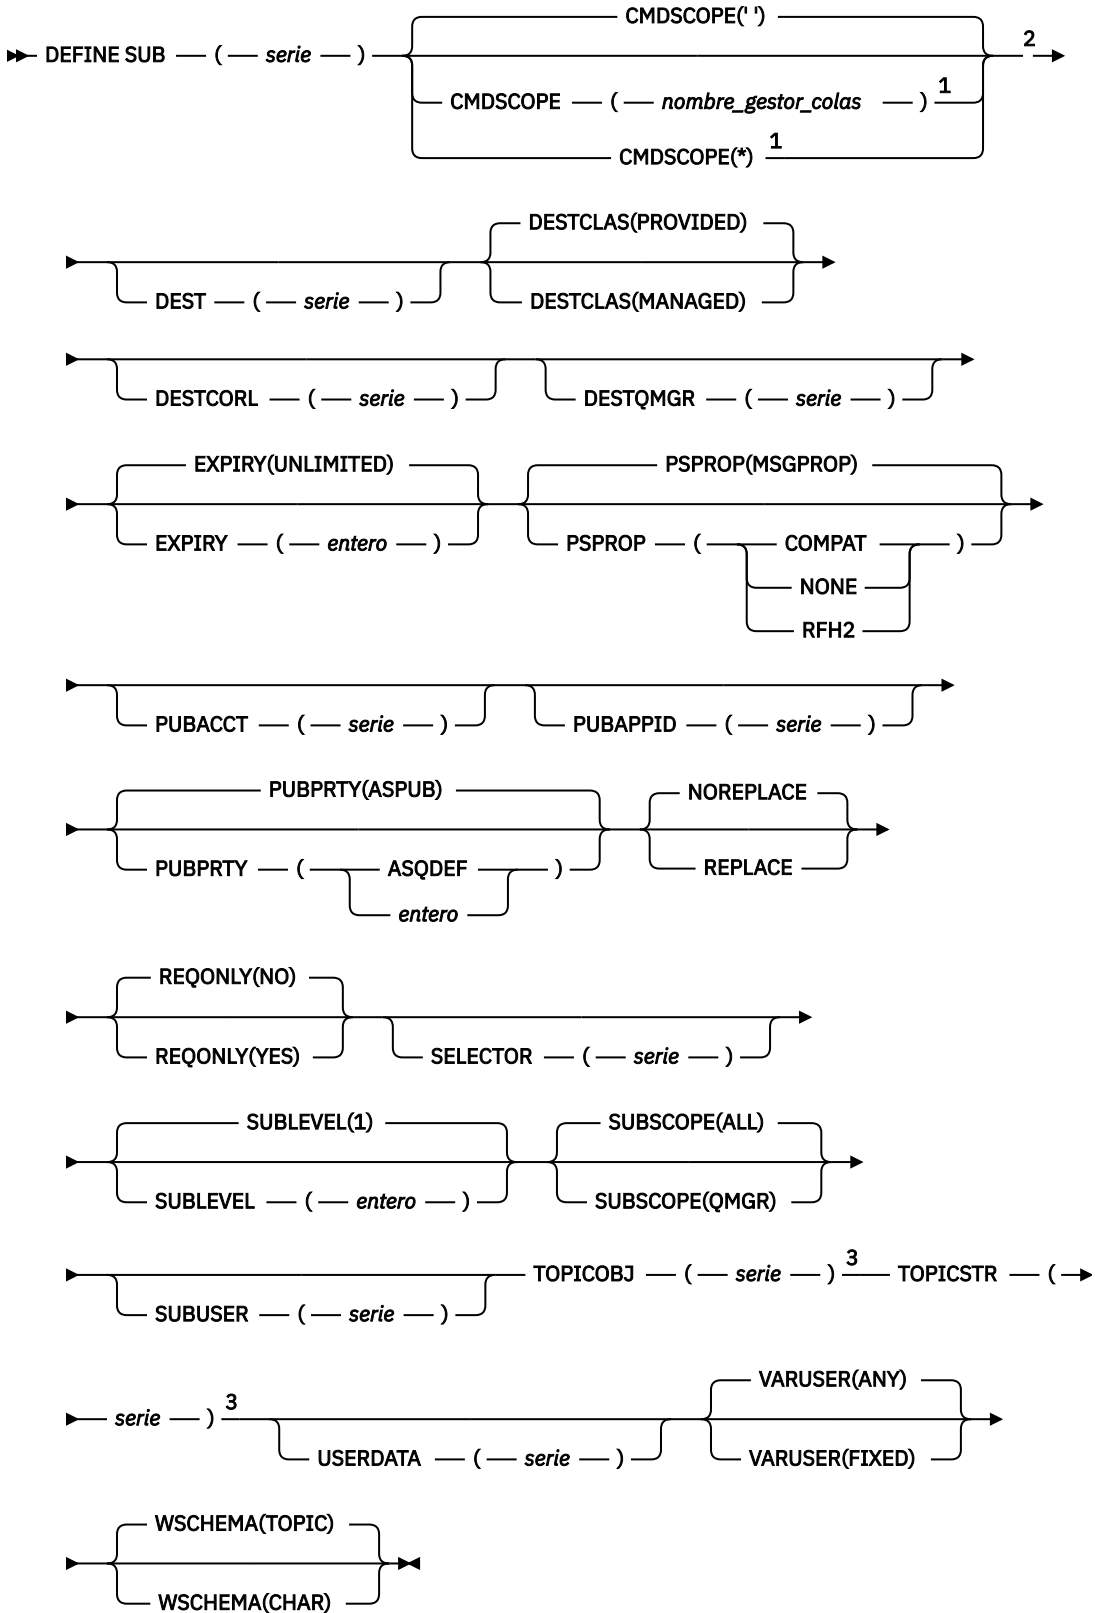 CMDSCOPE(' ')
DEFINE SUB ( serie ) 2
CMDSCOPE ( nombre_gestor_colas ) 1
CMDSCOPE(*) 1
DESTCLAS(PROVIDED)
DEST ( serie ) DESTCLAS(MANAGED)
DESTCORL ( serie ) DESTQMGR ( serie )
EXPIRY(UNLIMITED) PSPROP(MSGPROP)
EXPIRY ( entero ) PSPROP ( COMPAT )
NONE
RFH2
PUBACCT ( serie ) PUBAPPID ( serie )
PUBPRTY(ASPUB) NOREPLACE
PUBPRTY ( ASQDEF ) REPLACE
entero
REQONLY(NO)
REQONLY(YES) SELECTOR ( serie )
SUBLEVEL(1) SUBSCOPE(ALL)
SUBLEVEL ( entero ) SUBSCOPE(QMGR)
TOPICOBJ ( serie ) 3 TOPICSTR (
SUBUSER ( serie )
VARUSER(ANY)
serie ) 3
USERDATA ( serie ) VARUSER(FIXED)
WSCHEMA(TOPIC)
WSCHEMA(CHAR)